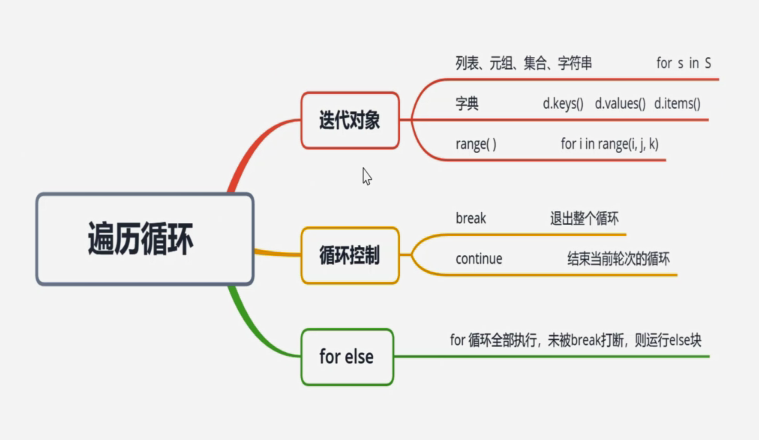 遍历循环
迭代对象
列表、元组、集合、字符串 for s in S
字典 d.keys() d.values() d.items()
range( ) for i in range(i, j, k)
循环控制
break 退出整个循环
continue 结束当前轮次的循环
for else
for 循环全部执行，未被break打断，则运行else块